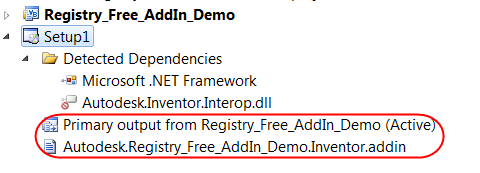 Registry_Free_AddIn_Demo
Setup1
Detected Dependencies
Microsoft .NET Framework
Autodesk.Inventor.Interop.dll
Primary output from Registry_Free_AddIn_Demo (Active)
Autodesk.Registry_Free_AddIn_Demo.Inventor.addin